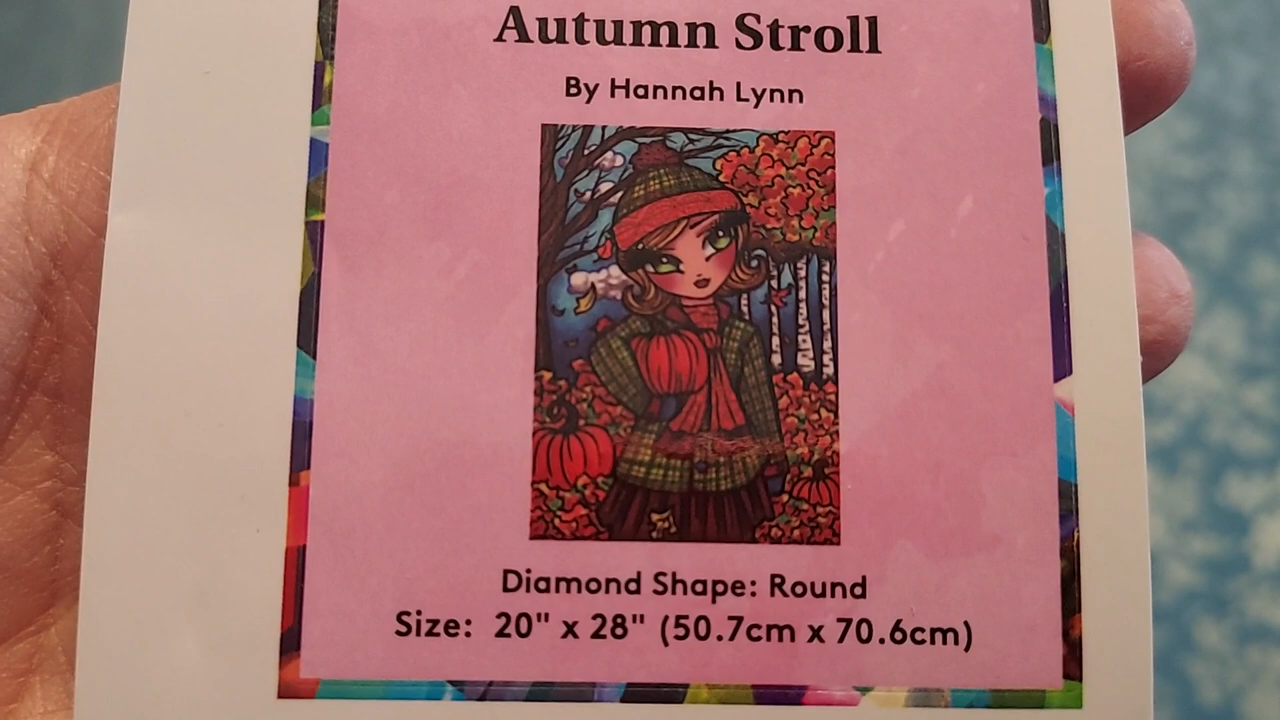 Autumn Stroll
By Hannah Lynn
Diamond Shape: Round
Size: 20" x 28" (50.7cm x 70.6cm)